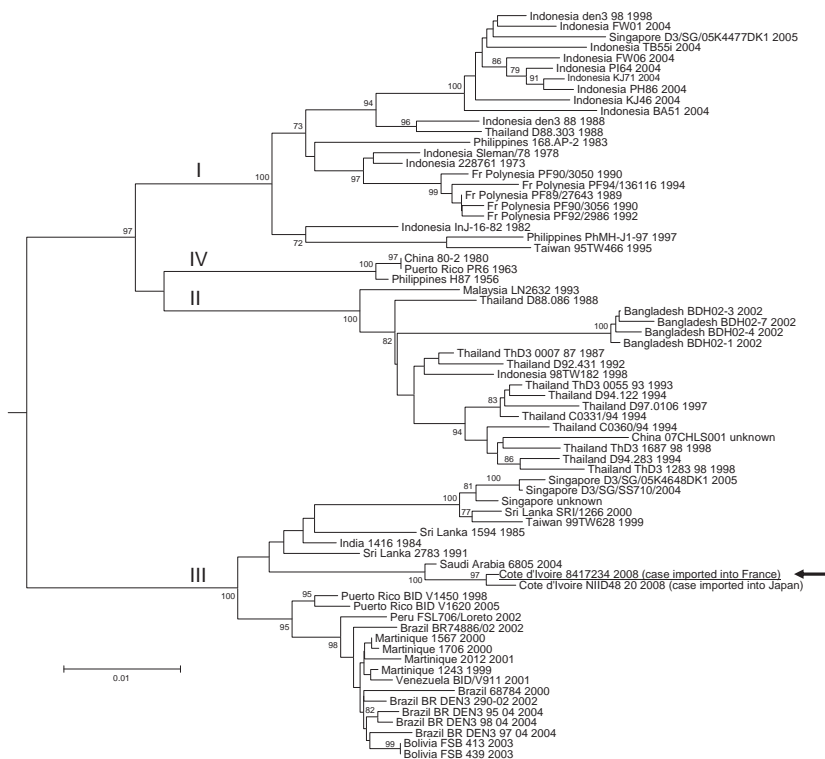 Indonesia den3 98 1998
Indonesia FW01 2004
Singapore D3/SG/05K4477DK1 2005
Indonesia TB55i 2004
Indonesia FW06 2004
86
Indonesia PI64 2004
79
Indonesia KJ71 2004
91
100
Indonesia PH86 2004
Indonesia KJ46 2004
94
Indonesia BA51 2004
Indonesia den3 88 1988
96
73
Thailand D88.303 1988
Philippines 168.AP-2 1983
Indonesia Sleman/78 1978
Indonesia 228761 1973
I
97
Fr Polynesia PF90/3050 1990
100
Fr Polynesia PF94/136116 1994
99
Fr Polynesia PF89/27643 1989
Fr Polynesia PF90/3056 1990
Fr Polynesia PF92/2986 1992
97
Indonesia InJ-16-82 1982
Philippines PhMH-J1-97 1997
72
Taiwan 95TW466 1995
IV
97
China 80-2 1980
100
Puerto Rico PR6 1963
Philippines H87 1956
II
Malaysia LN2632 1993
Thailand D88.086 1988
100
Bangladesh BDH02-3 2002
Bangladesh BDH02-7 2002
100
Bangladesh BDH02-4 2002
82
Bangladesh BDH02-1 2002
Thailand ThD3 0007 87 1987
Thailand D92.431 1992
Indonesia 98TW182 1998
Thailand ThD3 0055 93 1993
Thailand D94.122 1994
83
Thailand D97.0106 1997
Thailand C0331/94 1994
Thailand C0360/94 1994
94
China 07CHLS001 unknown
Thailand ThD3 1687 98 1998
Thailand D94.283 1994
86
Thailand ThD3 1283 98 1998
100
Singapore D3/SG/05K4648DK1 2005
81
Singapore D3/SG/SS710/2004
100
Singapore unknown
77
Sri Lanka SRI/1266 2000
Taiwan 99TW628 1999
Sri Lanka 1594 1985
India 1416 1984
Sri Lanka 2783 1991
Saudi Arabia 6805 2004
III
97
Cote d'Ivoire 8417234 2008 (case imported into France)
100
Cote d'Ivoire NIID48 20 2008 (case imported into Japan)
100
95
Puerto Rico BID V1450 1998
Puerto Rico BID V1620 2005
95
Peru FSL706/Loreto 2002
Brazil BR74886/02 2002
98
Martinique 1567 2000
Martinique 1706 2000
Martinique 2012 2001
Martinique 1243 1999
Venezuela BID/V911 2001
0.01
Brazil 68784 2000
Brazil BR DEN3 290-02 2002
82
Brazil BR DEN3 95 04 2004
Brazil BR DEN3 98 04 2004
Brazil BR DEN3 97 04 2004
99
Bolivia FSB 413 2003
Bolivia FSB 439 2003